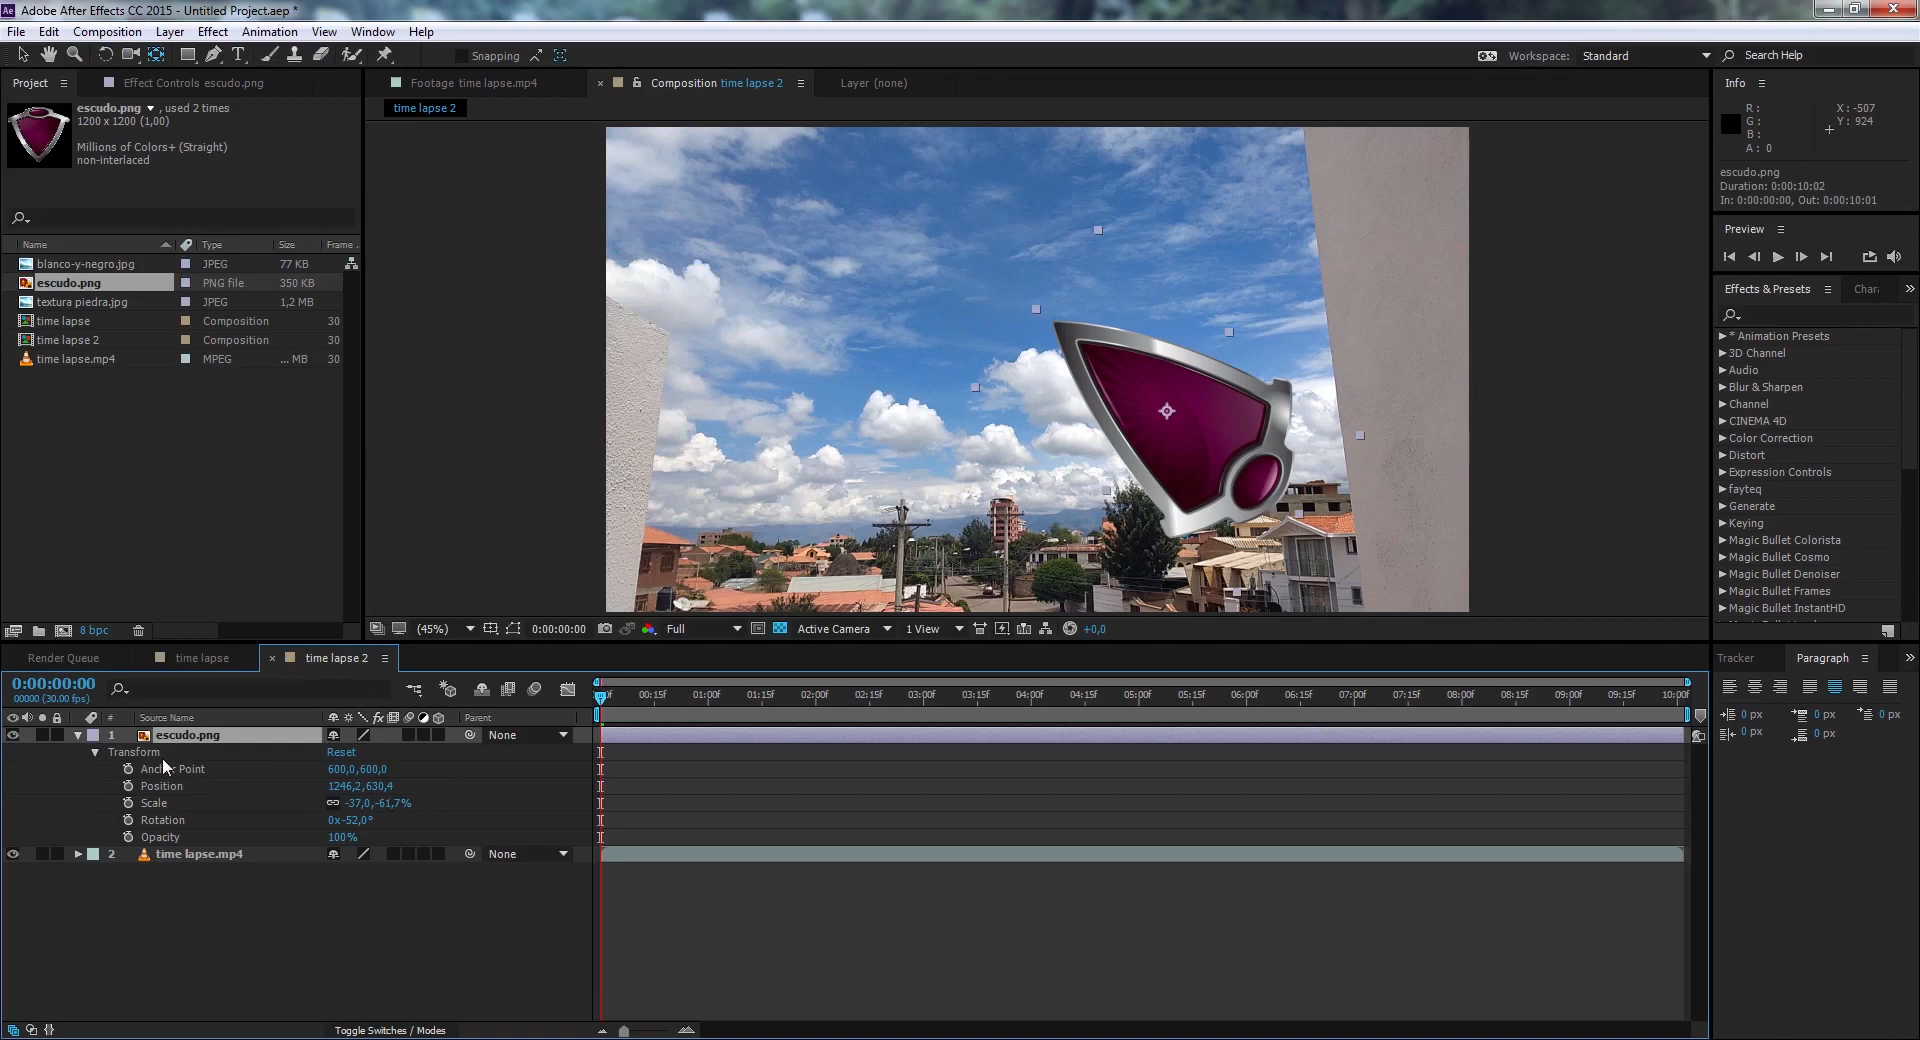 Adobe After Effects CC 2015 - Untitled Project.aep *
File Edit Composition Layer Effect Animation View Window Help
Snapping
Workspace: Standard
Search Help
Project
Effect Controls escudo.png
escudo.png , used 2 times
1200 x 1200 (1,00)
Millions of Colors+ (Straight)
non-interlaced
Name Type Size Frame ..
blanco-y-negro.jpg JPEG 77 KB
escudo.png PNG file 350 KB
textura piedra.jpg JPEG 1,2 MB
time lapse Composition 30
time lapse 2 Composition 30
time lapse.mp4 MPEG ... MB 30
8 bpc
Footage time lapse.mp4
Composition time lapse 2
Layer (none)
time lapse 2
(45%) 0:00:00:00 Full Active Camera 1 View +0,0
Info
R :
G :
B :
A : 0
X : -507
Y : 924
escudo.png
Duration: 0:00:10:02
In: 0:00:00:00, Out: 0:00:10:01
Preview
Effects & Presets Chara
* Animation Presets
3D Channel
Audio
Blur & Sharpen
Channel
CINEMA 4D
Color Correction
Distort
Expression Controls
fayteq
Generate
Keying
Magic Bullet Colorista
Magic Bullet Cosmo
Magic Bullet Denoiser
Magic Bullet Frames
Magic Bullet InstantHD
Render Queue time lapse time lapse 2
0:00:00:00
00000 (30.00 fps)
00:15f 01:00f 01:15f 02:00f 02:15f 03:00f 03:15f 04:00f 04:15f 05:00f 05:15f 06:00f 06:15f 07:00f 07:15f 08:00f 08:15f 09:00f 09:15f 10:00f
# Source Name fx Parent
1 escudo.png None
Transform Reset
Anchor Point 600,0,600,0
Position 1246,2,630,4
Scale -37,0,-61,7%
Rotation 0x-52,0°
Opacity 100%
2 time lapse.mp4 None
Toggle Switches / Modes
Tracker Paragraph
0 px 0 px 0 px
0 px 0 px